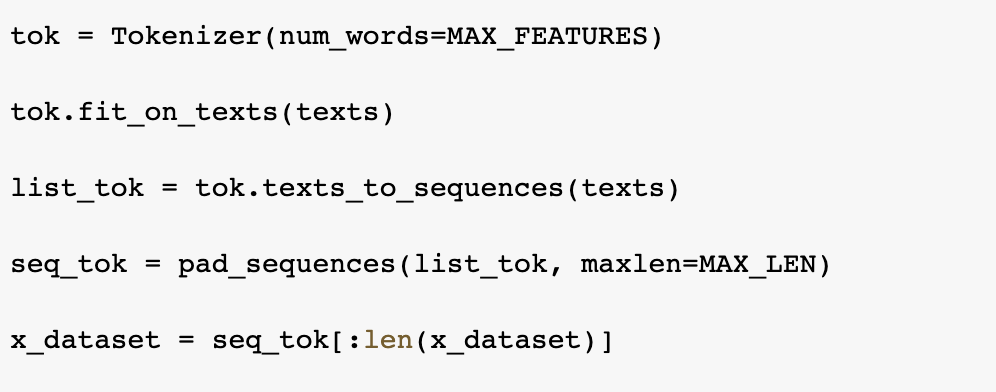 tok = Tokenizer(num_words=MAX_FEATURES)
tok.fit_on_texts(texts)
list_tok = tok.texts_to_sequences(texts)
seq_tok = pad_sequences(list_tok, maxlen=MAX_LEN)
x_dataset = seq_tok[:len(x_dataset)]